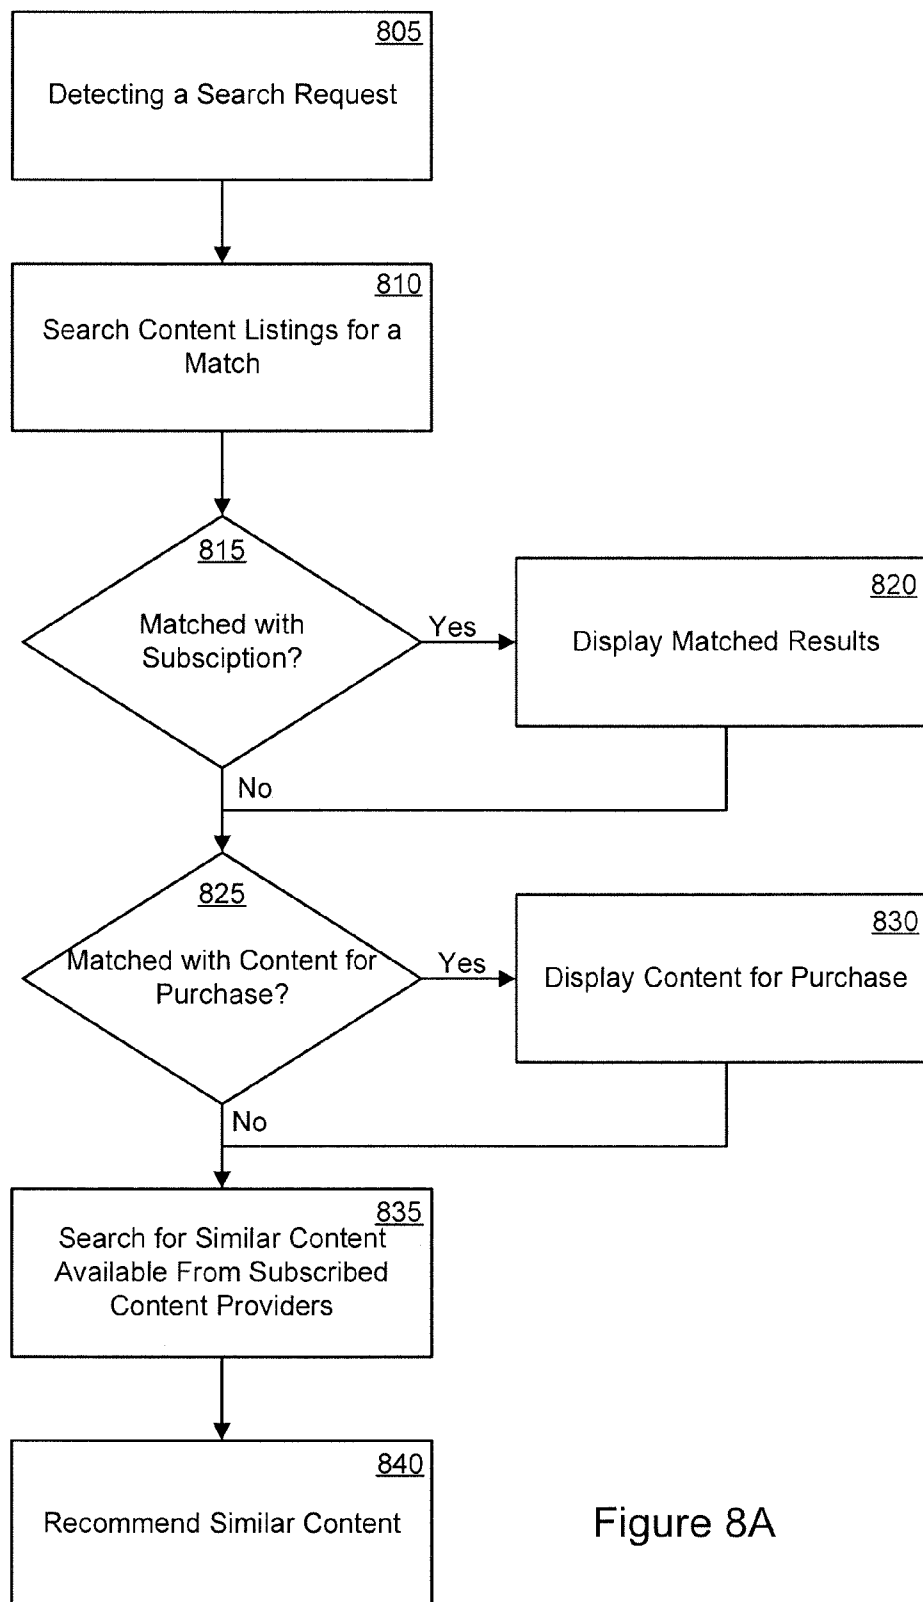 805
Detecting a Search Request
810
Search Content Listings for a
Match
815
Matched with
Subsciption?
Yes
820
Display Matched Results
No
825
Matched with Content for
Purchase?
Yes
830
Display Content for Purchase
No
835
Search for Similar Content
Available From Subscribed
Content Providers
840
Recommend Similar Content
Figure 8A